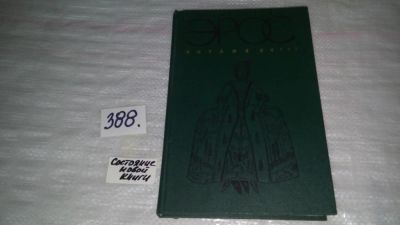 ЭРОС
388.
Состояние
новой
книги